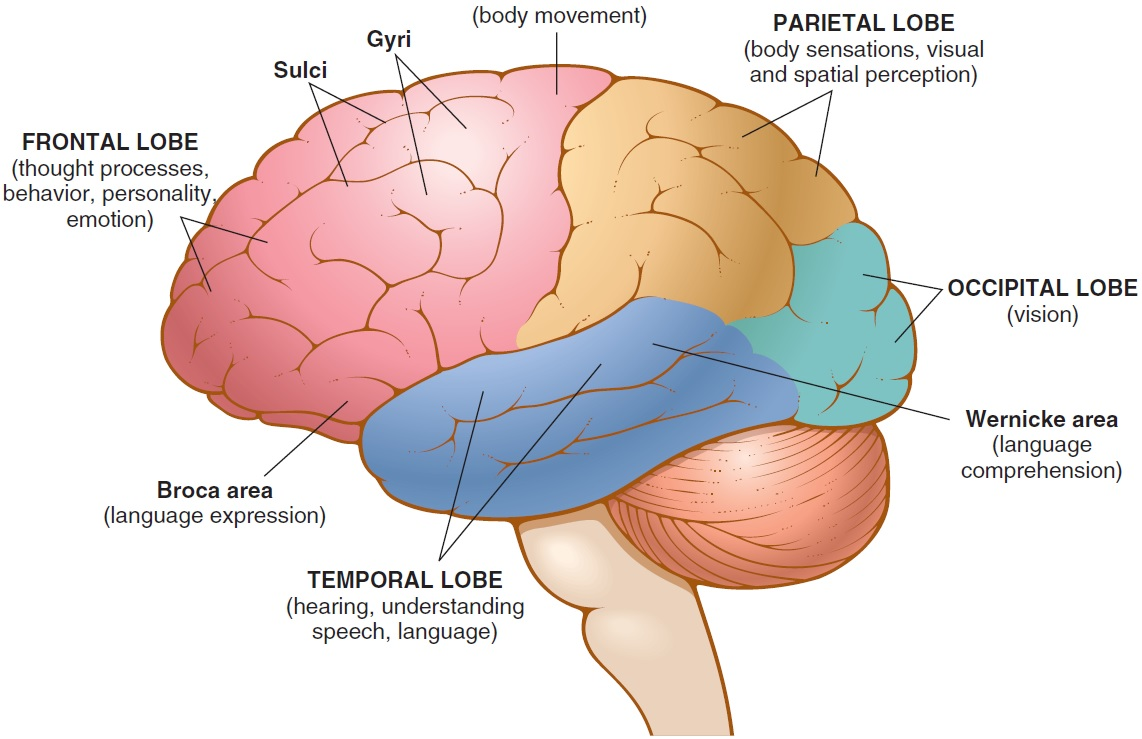 (body movement)
Gyri
Sulci
PARIETAL LOBE
(body sensations, visual
and spatial perception)
FRONTAL LOBE
(thought processes,
behavior, personality,
emotion)
OCCIPITAL LOBE
(vision)
Wernicke area
(language
comprehension)
Broca area
(language expression)
TEMPORAL LOBE
(hearing, understanding
speech, language)